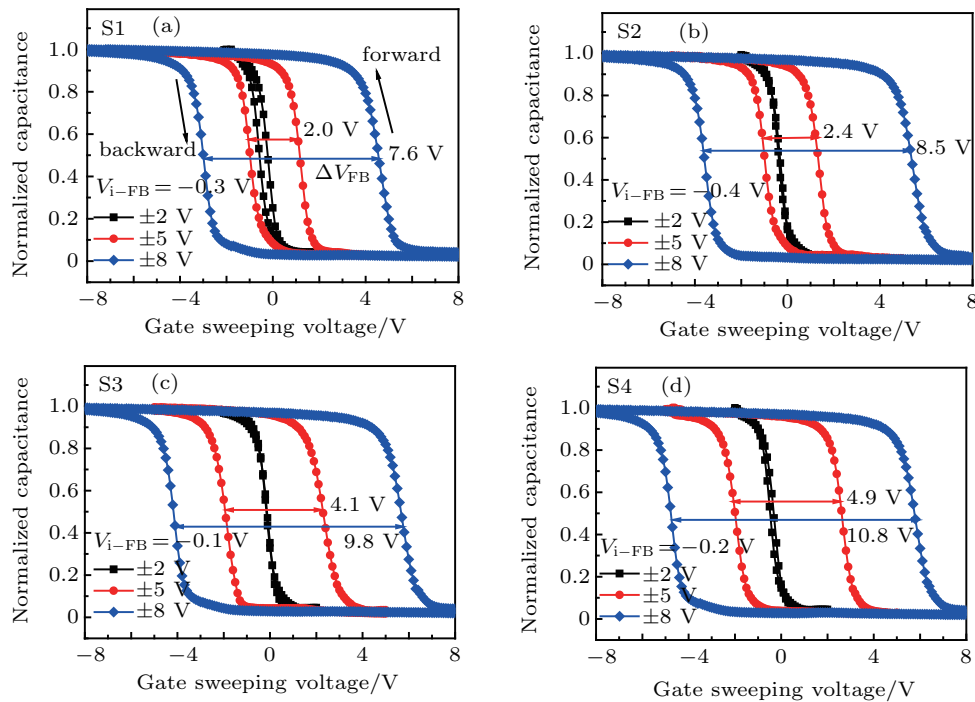 S1 (a)
forward
backward
2.0 V
7.6 V
ΔV_FB
V_i−FB = −0.3 V
±2 V
±5 V
±8 V
Normalized capacitance
1.0
0.8
0.6
0.4
0.2
0
−8 −4 0 4 8
Gate sweeping voltage/V
S2 (b)
2.4 V
8.5 V
V_i−FB = −0.4 V
±2 V
±5 V
±8 V
Normalized capacitance
1.0
0.8
0.6
0.4
0.2
0
−8 −4 0 4 8
Gate sweeping voltage/V
S3 (c)
4.1 V
9.8 V
V_i−FB = −0.1 V
±2 V
±5 V
±8 V
Normalized capacitance
1.0
0.8
0.6
0.4
0.2
0
−8 −4 0 4 8
Gate sweeping voltage/V
S4 (d)
4.9 V
10.8 V
V_i−FB = −0.2 V
±2 V
±5 V
±8 V
Normalized capacitance
1.0
0.8
0.6
0.4
0.2
0
−8 −4 0 4 8
Gate sweeping voltage/V